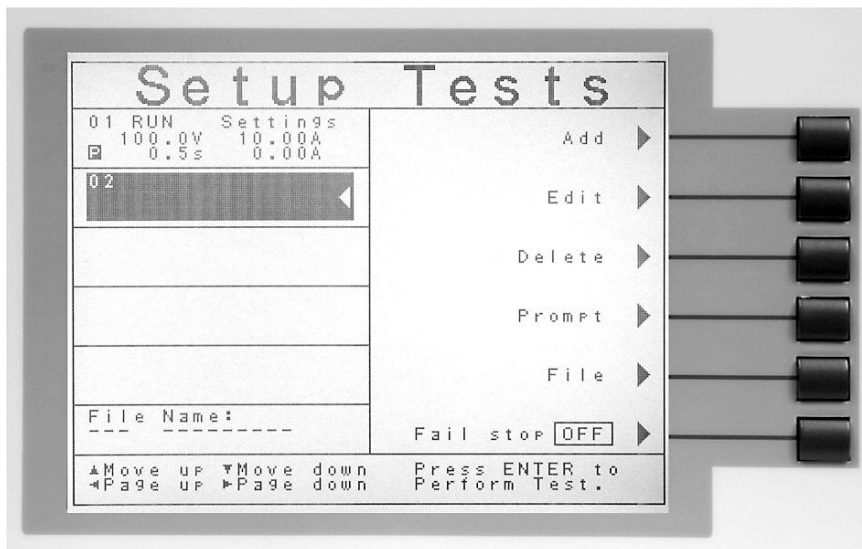 Setup Tests
01 RUN Settings
100.0V 10.00A
P 0.5s 0.00A
02
Add
Edit
Delete
Prompt
File
Fail stop OFF
File Name:
--- ---------
▲Move up ▼Move down
◄Page up ►Page down
Press ENTER to
Perform Test.